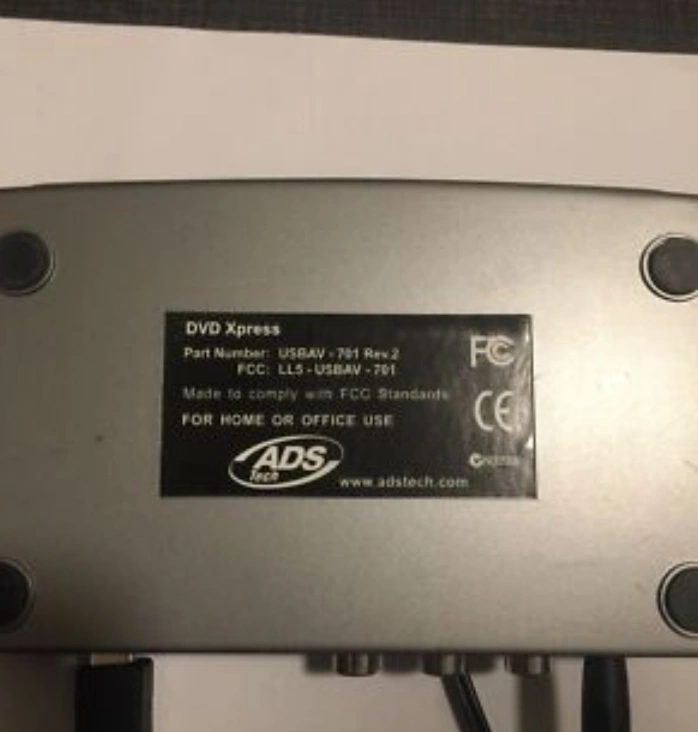 DVD Xpress
Part Number: USBAV - 701 Rev.2
FCC: LL5 - USBAV - 701
Made to comply with FCC Standards
FOR HOME OR OFFICE USE
FC
CE
ADS
Tech
www.adstech.com